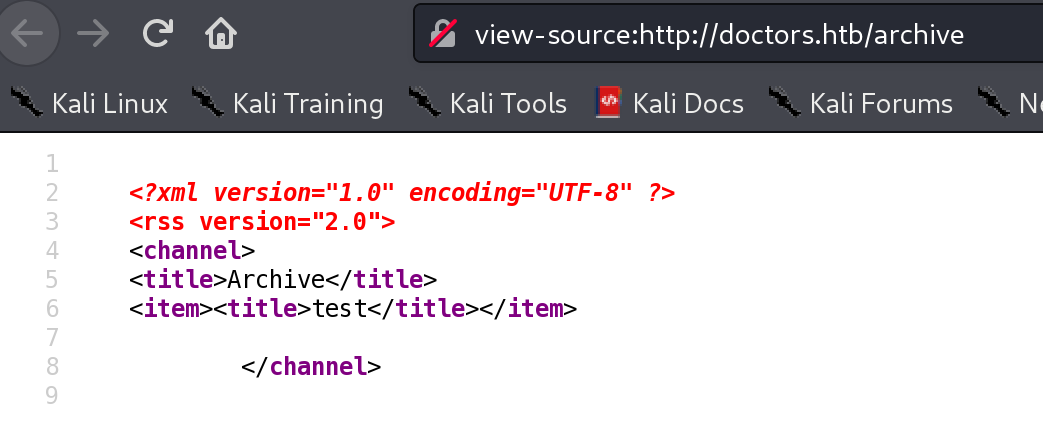 view-source:http://doctors.htb/archive
Kali Linux Kali Training Kali Tools Kali Docs Kali Forums
1
2 <?xml version="1.0" encoding="UTF-8" ?>
3 <rss version="2.0">
4 <channel>
5 <title>Archive</title>
6 <item><title>test</title></item>
7
8 </channel>
9